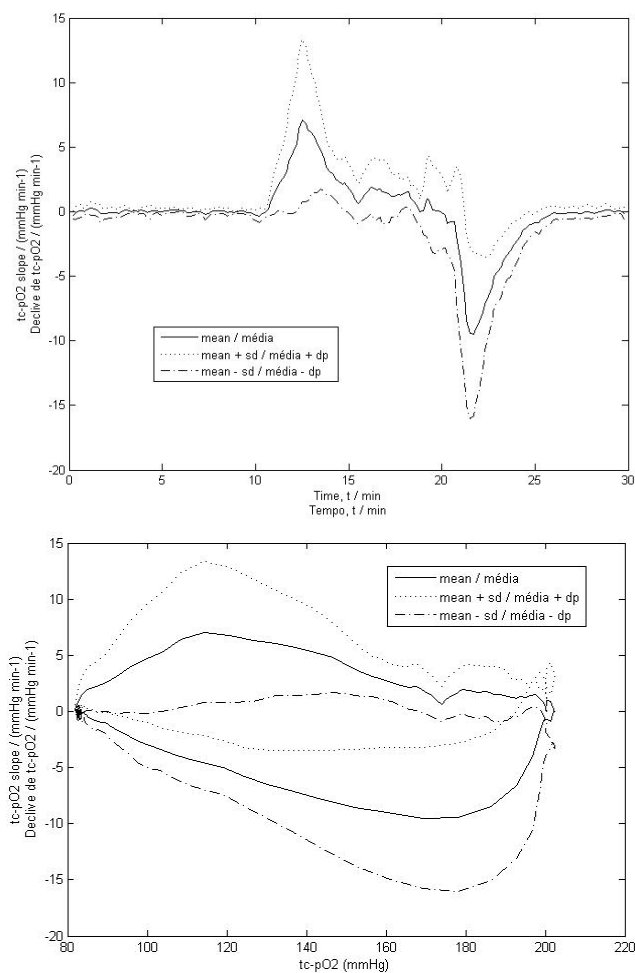 15
10
5
0
-5
-10
-15
-20
tc-pO2 slope / (mmHg min-1)
Declive de tc-pO2 / (mmHg min-1)
mean / média
mean + sd / média + dp
mean - sd / média - dp
0 5 10 15 20 25 30
Time, t / min
Tempo, t / min
15
10
5
0
-5
-10
-15
-20
tc-pO2 slope / (mmHg min-1)
Declive de tc-pO2 / (mmHg min-1)
mean / média
mean + sd / média + dp
mean - sd / média - dp
80 100 120 140 160 180 200 220
tc-pO2 (mmHg)